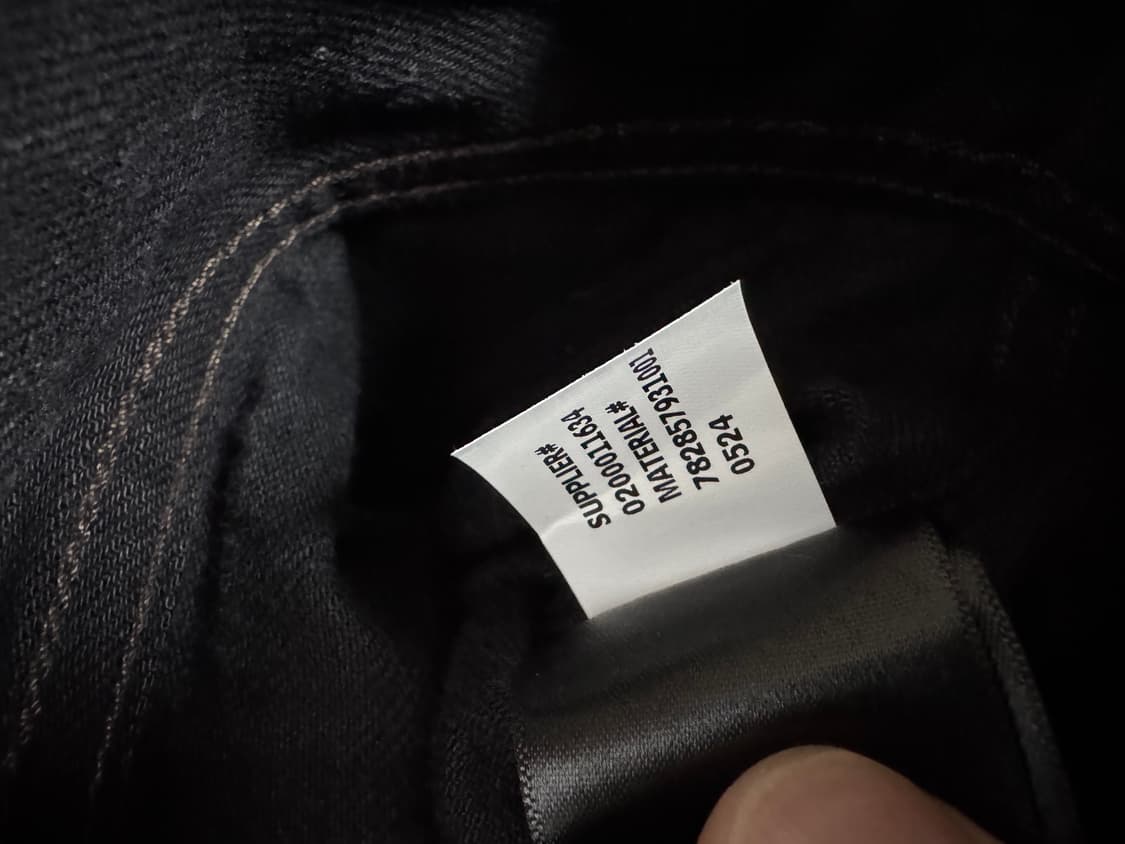 SUPPLIER#
0200011634
MATERIAL#
782857931001
0524